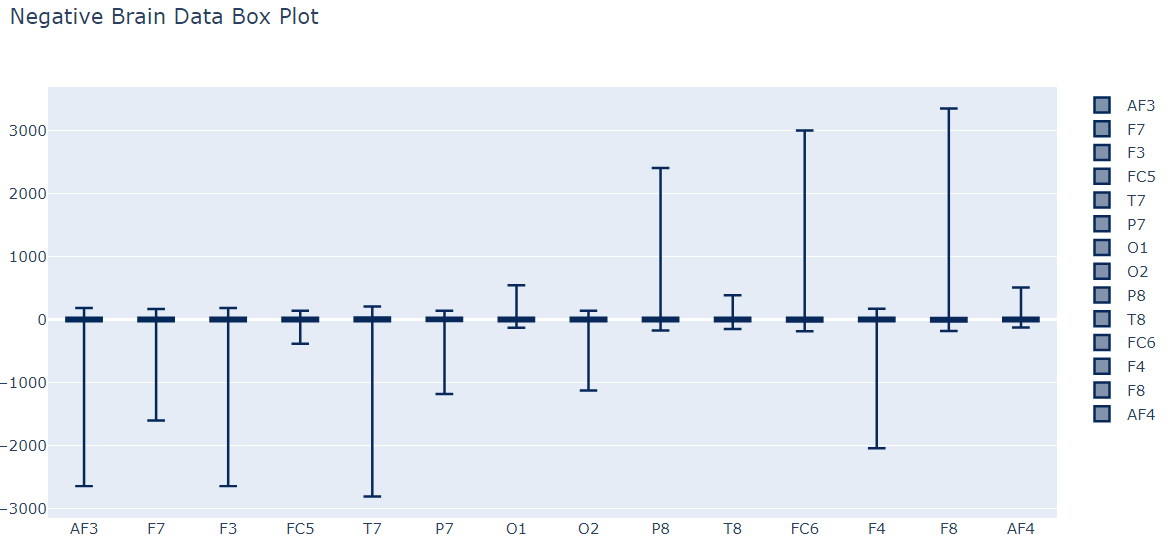 Negative Brain Data Box Plot
3000
2000
1000
0
−1000
−2000
−3000
AF3 F7 F3 FC5 T7 P7 O1 O2 P8 T8 FC6 F4 F8 AF4
AF3
F7
F3
FC5
T7
P7
O1
O2
P8
T8
FC6
F4
F8
AF4